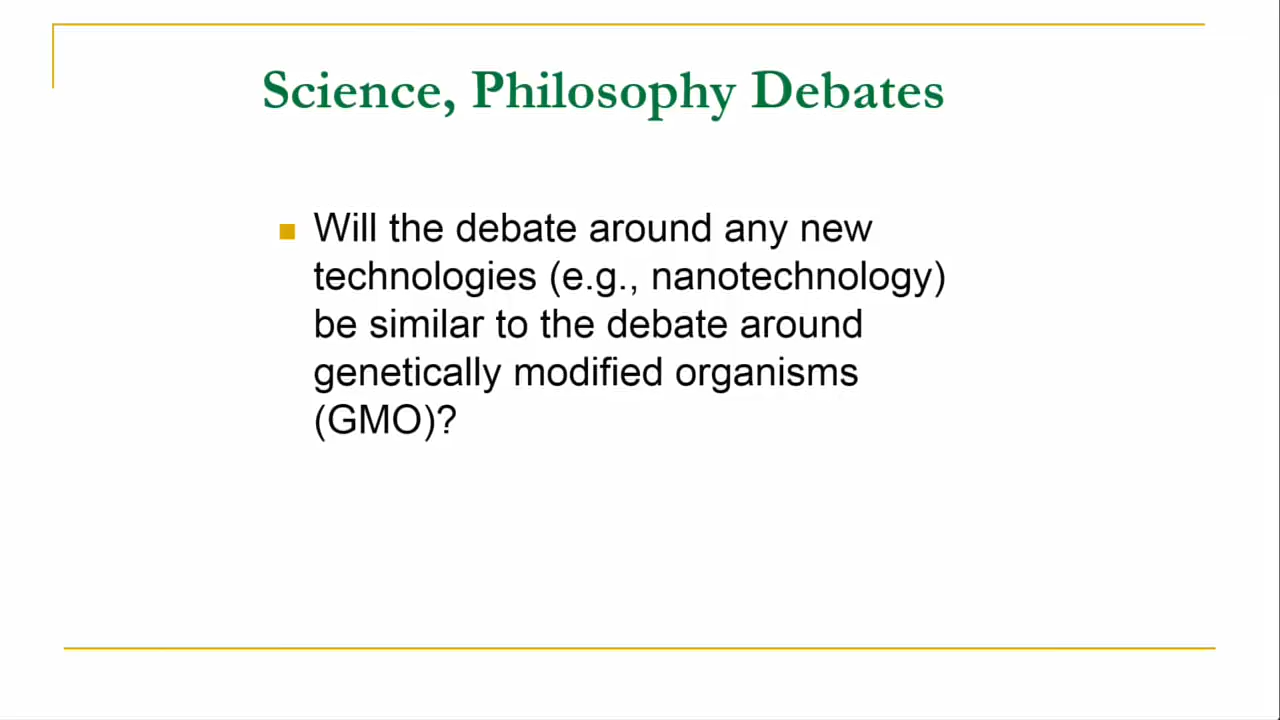 Science, Philosophy Debates
Will the debate around any new
technologies (e.g., nanotechnology)
be similar to the debate around
genetically modified organisms
(GMO)?